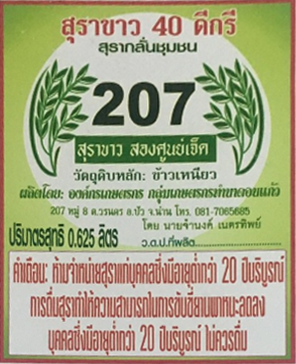 สุราขาว 40 ดีกรี
สุรากลั่นชุมชน
207
สุราขาว สองศูนย์เจ็ด
วัตถุดิบหลัก: ข้าวเหนียว
ผลิตโดย: องค์กรเกษตรกร กลุ่มเกษตรกรทำนาดอนแก้ว
207 หมู่ 8 ต.วรนคร อ.ปัว จ.น่าน โทร. 081-7065685
โดย นายจำนงค์ เนตรทิพย์
ปริมาตรสุทธิ 0.625 ลิตร
ว.ด.ป.ที่ผลิต
คำเตือน: ห้ามจำหน่ายสุราแก่บุคคลซึ่งมีอายุต่ำกว่า 20 ปีบริบูรณ์
การดื่มสุราทำให้ความสามารถในการขับขี่ยานพาหนะลดลง
บุคคลซึ่งมีอายุต่ำกว่า 20 ปีบริบูรณ์ ไม่ควรดื่ม